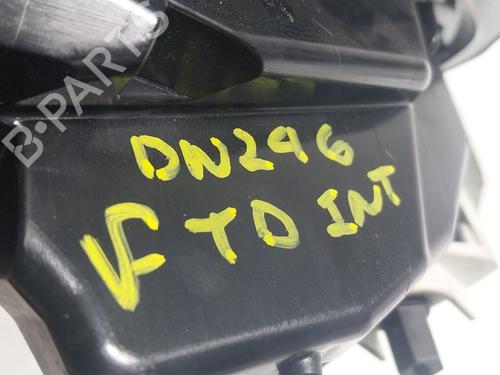 B-PARTS
DN296
VF TD INT